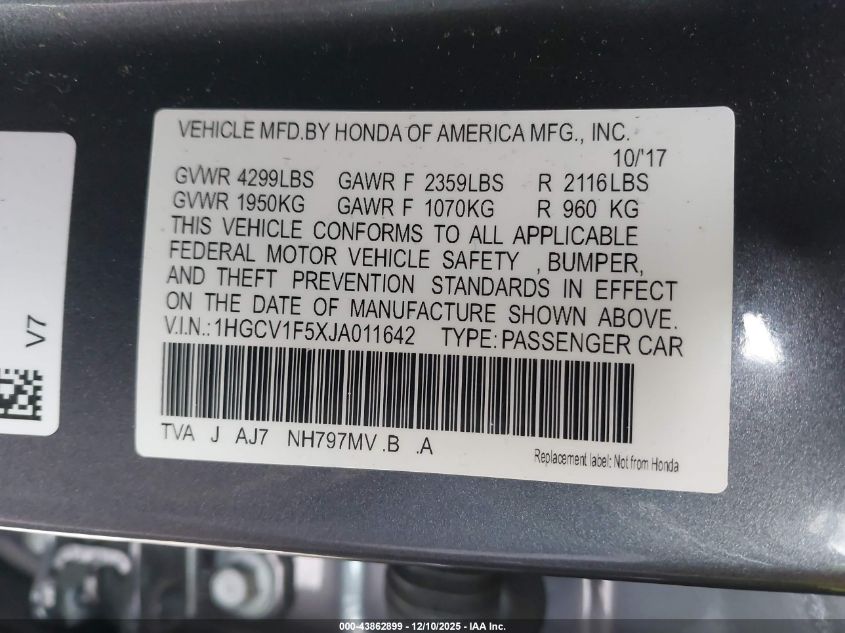 VEHICLE MFD.BY HONDA OF AMERICA MFG., INC.
10/'17
GVWR 4299LBS GAWR F 2359LBS R 2116LBS
GVWR 1950KG GAWR F 1070KG R 960 KG
THIS VEHICLE CONFORMS TO ALL APPLICABLE
FEDERAL MOTOR VEHICLE SAFETY , BUMPER,
AND THEFT PREVENTION STANDARDS IN EFFECT
ON THE DATE OF MANUFACTURE SHOWN ABOVE.
V.I.N.: 1HGCV1F5XJA011642 TYPE: PASSENGER CAR
TVA J AJ7 NH797MV .B .A
Replacement label: Not from Honda
V7
000-43862899 - 12/10/2025 - IAA Inc.